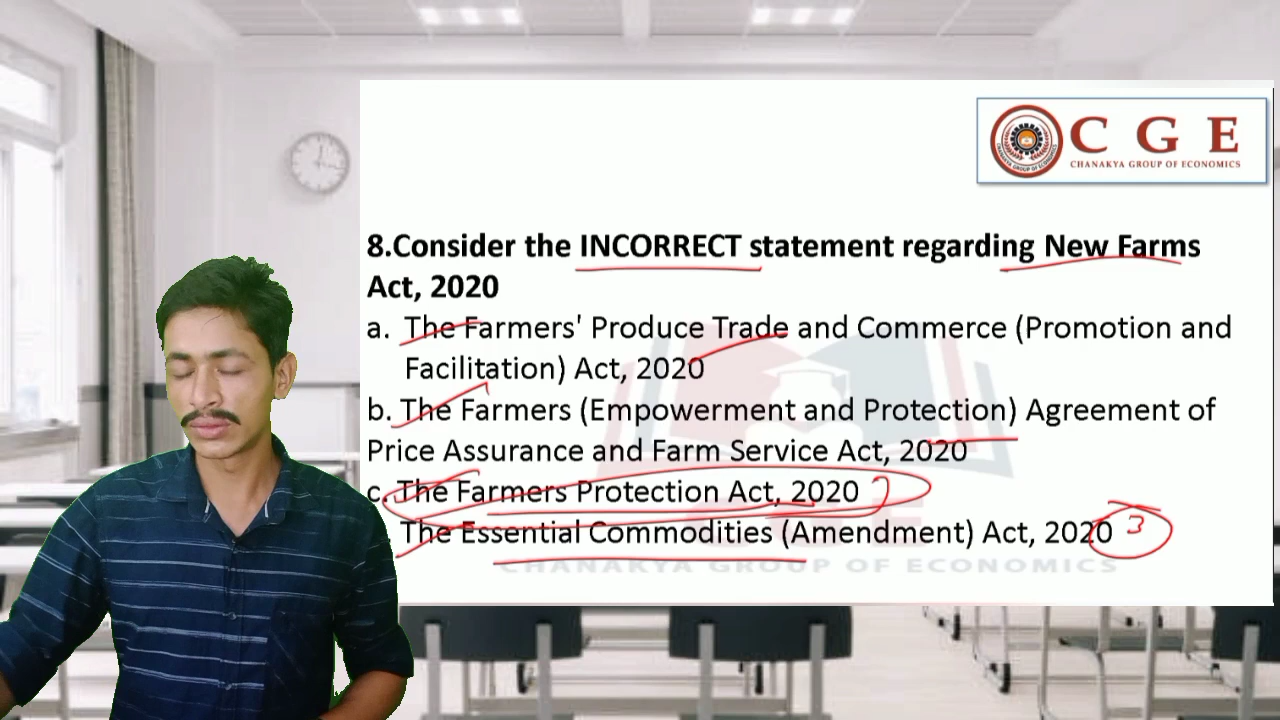 C G E
CHANAKYA GROUP OF ECONOMICS
8.Consider the INCORRECT statement regarding New Farms
Act, 2020
a. The Farmers' Produce Trade and Commerce (Promotion and
Facilitation) Act, 2020
b. The Farmers (Empowerment and Protection) Agreement of
Price Assurance and Farm Service Act, 2020
c. The Farmers Protection Act, 2020
The Essential Commodities (Amendment) Act, 2020 3
CHANAKYA GROUP OF ECONOMICS